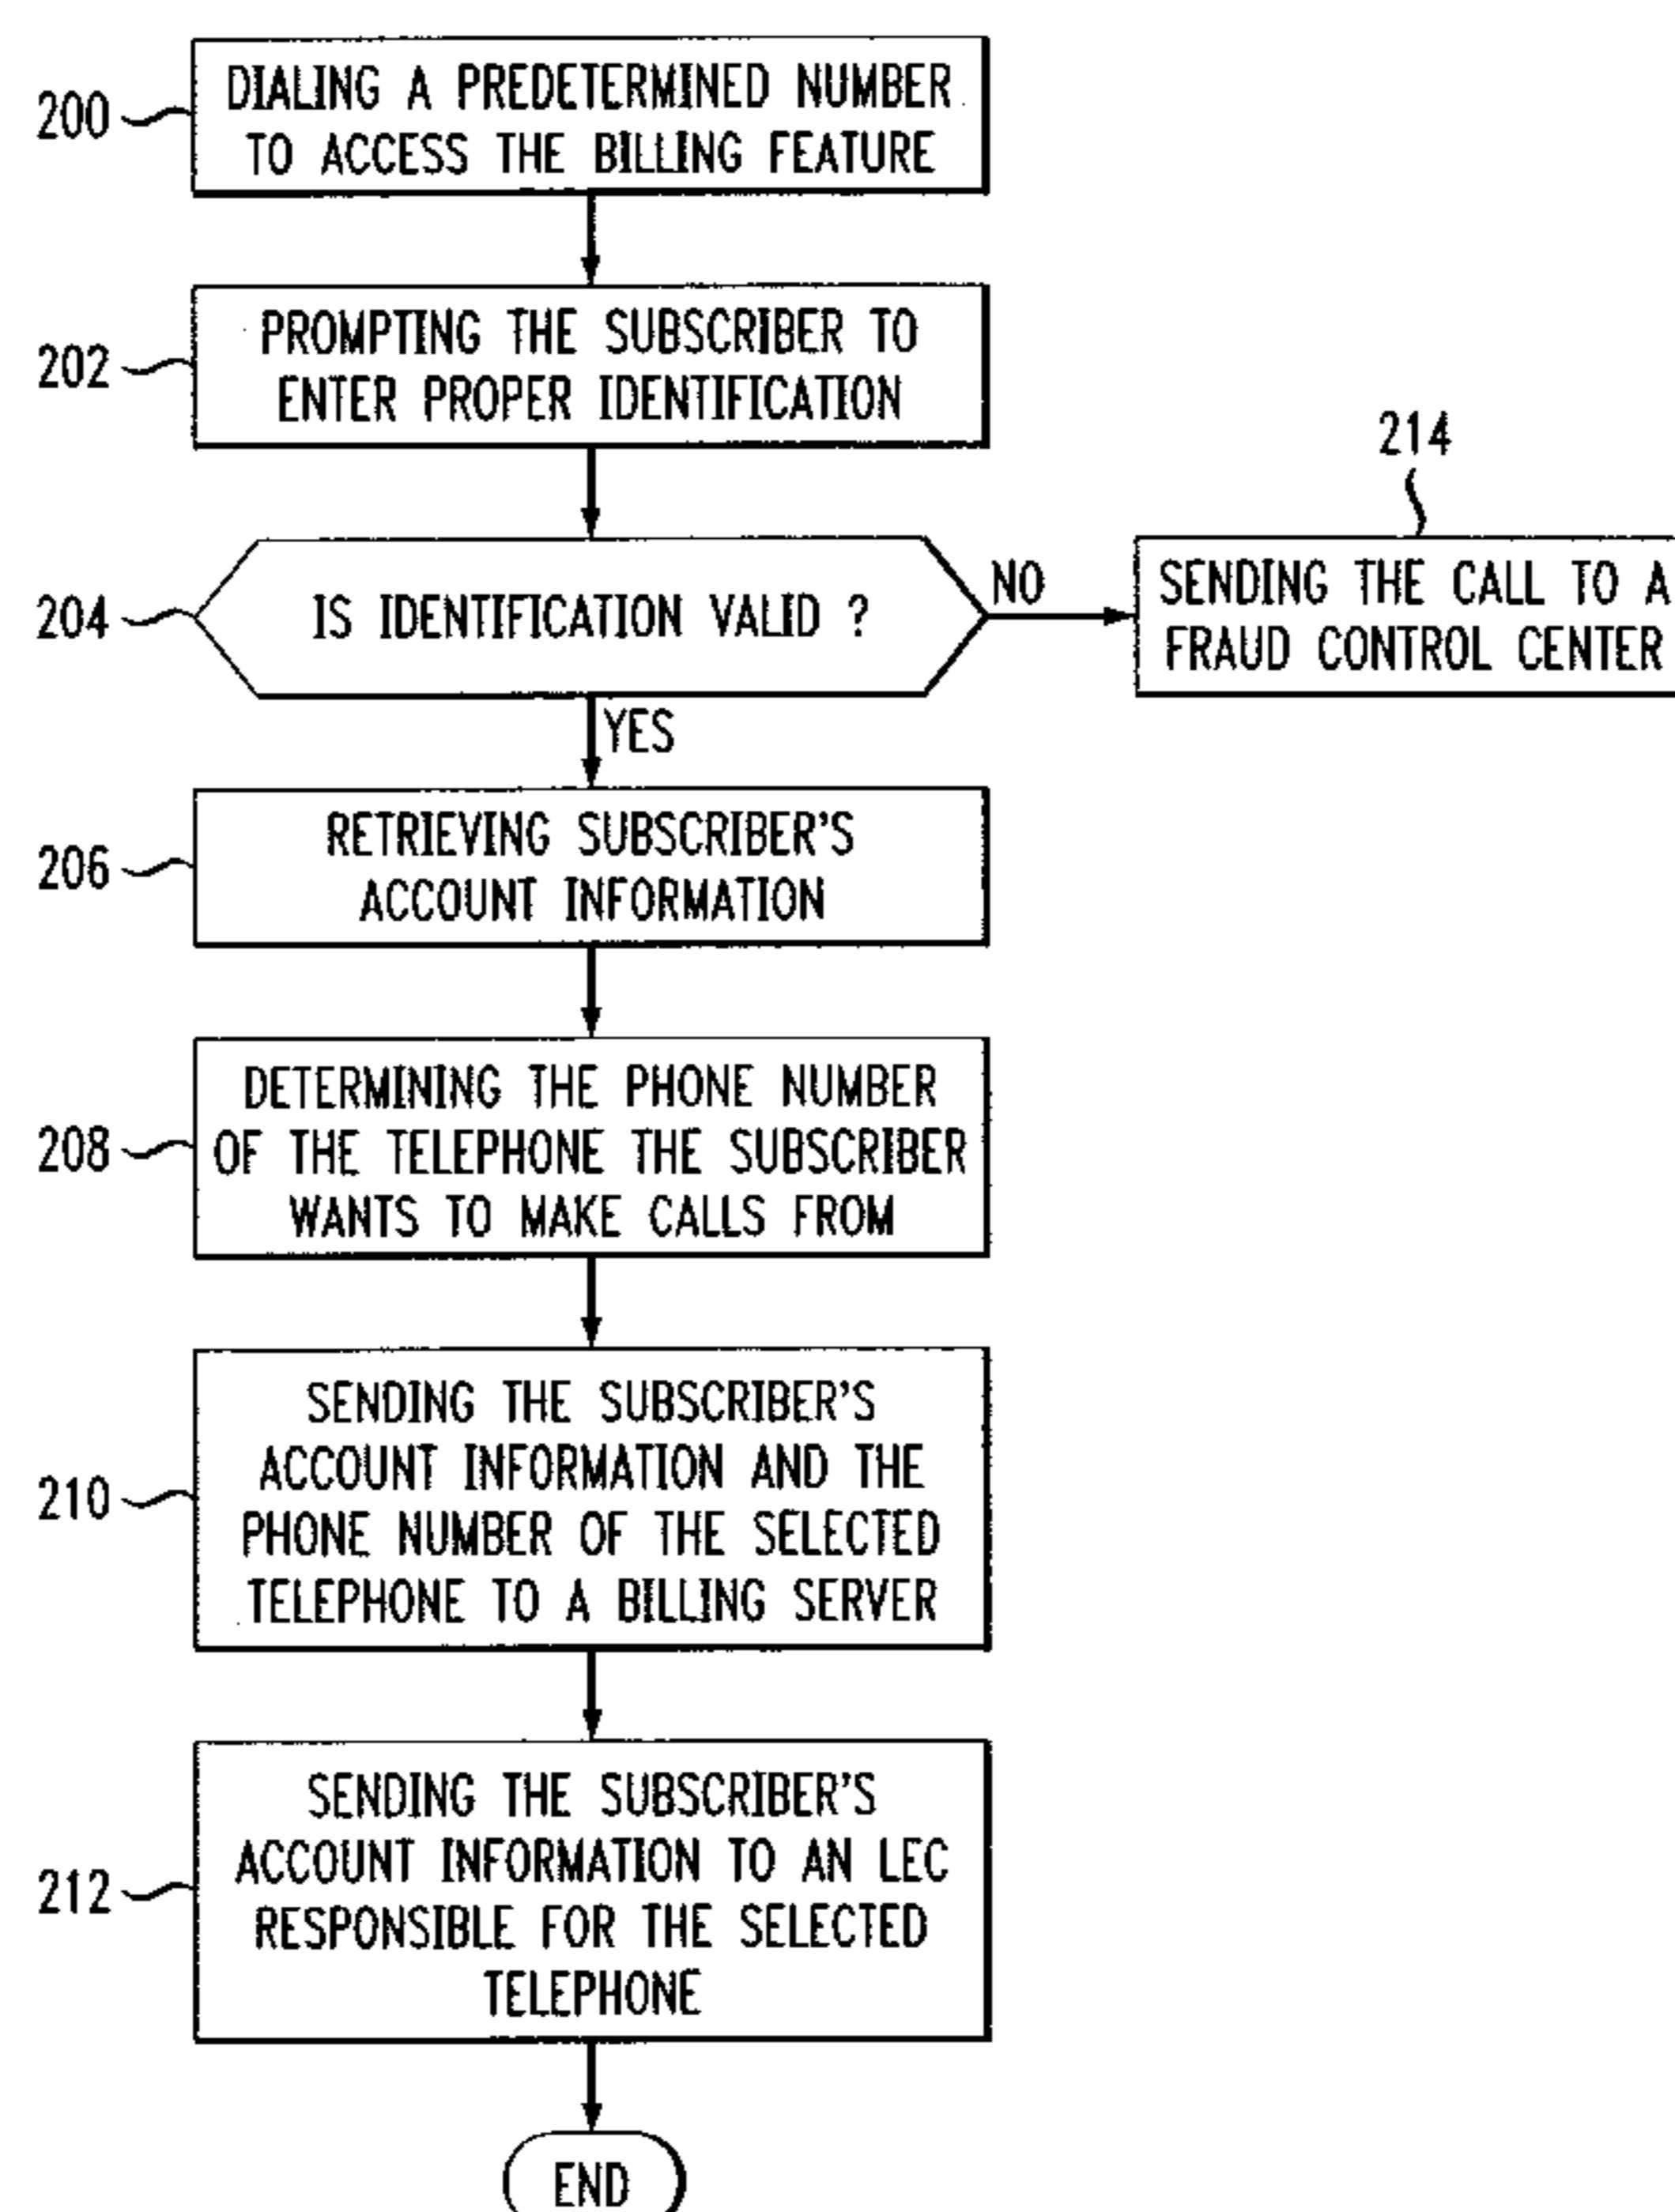 200
DIALING A PREDETERMINED NUMBER
TO ACCESS THE BILLING FEATURE
202
PROMPTING THE SUBSCRIBER TO
ENTER PROPER IDENTIFICATION
204
IS IDENTIFICATION VALID ?
NO
214
SENDING THE CALL TO A
FRAUD CONTROL CENTER
YES
206
RETRIEVING SUBSCRIBER'S
ACCOUNT INFORMATION
208
DETERMINING THE PHONE NUMBER
OF THE TELEPHONE THE SUBSCRIBER
WANTS TO MAKE CALLS FROM
210
SENDING THE SUBSCRIBER'S
ACCOUNT INFORMATION AND THE
PHONE NUMBER OF THE SELECTED
TELEPHONE TO A BILLING SERVER
212
SENDING THE SUBSCRIBER'S
ACCOUNT INFORMATION TO AN LEC
RESPONSIBLE FOR THE SELECTED
TELEPHONE
END